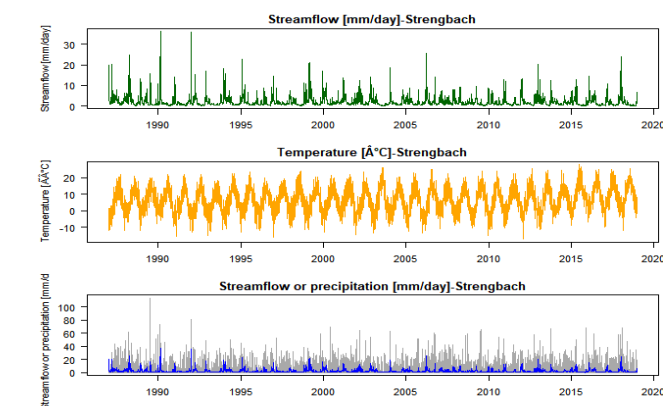 Streamflow [mm/day]-Strengbach
Streamflow[mm/day]
30
20
10
0
1990 1995 2000 2005 2010 2015 2020
Temperature [Â°C]-Strengbach
Temperature [Â°C]
20
10
0
-10
1990 1995 2000 2005 2010 2015 2020
Streamflow or precipitation [mm/day]-Strengbach
Streamflow or precipitation [mm/d
100
80
60
40
20
0
1990 1995 2000 2005 2010 2015 2020